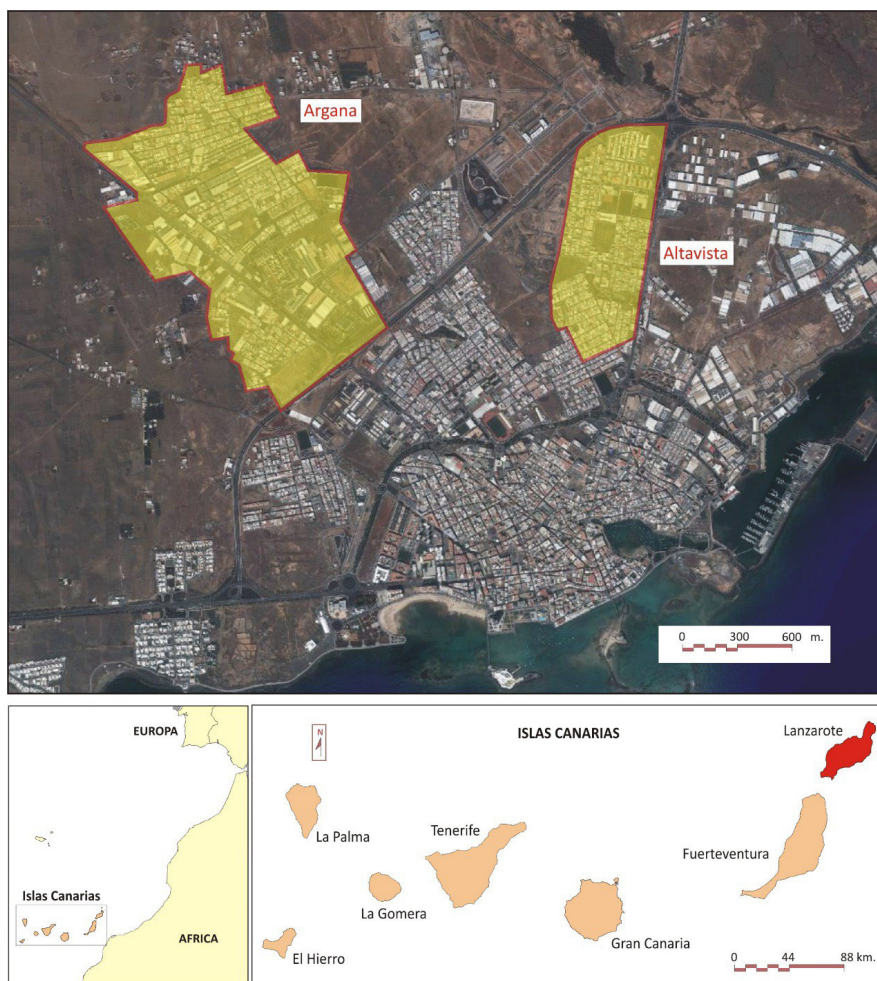 Argana
Altavista
0 300 600 m.
EUROPA
Islas Canarias
AFRICA
N
ISLAS CANARIAS
Lanzarote
La Palma
Tenerife
Fuerteventura
La Gomera
Gran Canaria
El Hierro
0 44 88 km.